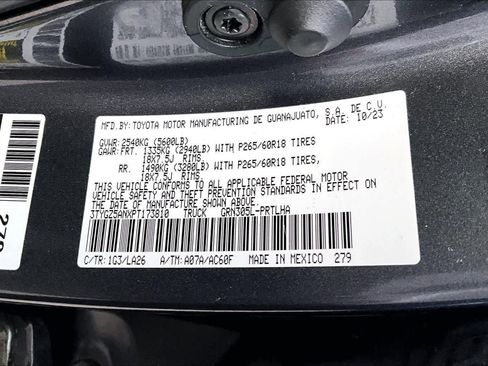 MFD.BY:TOYOTA MOTOR MANUFACTURING DE GUANAJUATO, S.A. DE C.V.
DATE: 10/23
GVWR:2540KG (5600LB)
GAWR:FRT. 1335KG (2940LB) WITH P265/60R18 TIRES
18X7.5J RIMS,
RR. 1490KG (3280LB) WITH P265/60R18 TIRES,
18X7.5J RIMS.
THIS VEHICLE CONFORMS TO ALL APPLICABLE FEDERAL MOTOR
VEHICLE SAFETY AND THEFT PREVENTION STANDARDS IN EFFECT ON
THE DATE OF MANUFACTURE SHOWN ABOVE.
3TYGZ5ANXPT173810 TRUCK GRN305L-PRTLHA
C/TR:1G3/LA26 A/TM:A07A/AC60F MADE IN MEXICO 279
279